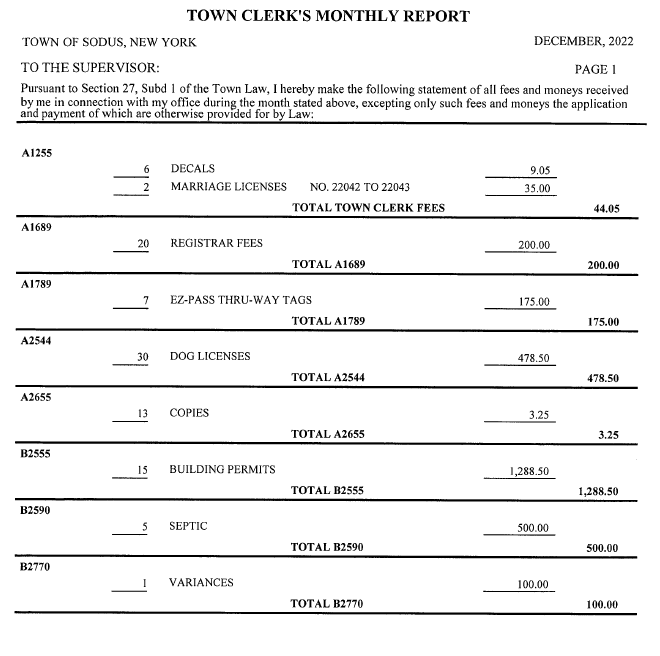 TOWN CLERK'S MONTHLY REPORT
TOWN OF SODUS, NEW YORK DECEMBER, 2022
TO THE SUPERVISOR: PAGE 1
Pursuant to Section 27, Subd 1 of the Town Law, I hereby make the following statement of all fees and moneys received
by me in connection with my office during the month stated above, excepting only such fees and moneys the application
and payment of which are otherwise provided for by Law:
A1255
6 DECALS 9.05
2 MARRIAGE LICENSES NO. 22042 TO 22043 35.00
TOTAL TOWN CLERK FEES 44.05
A1689
20 REGISTRAR FEES 200.00
TOTAL A1689 200.00
A1789
7 EZ-PASS THRU-WAY TAGS 175.00
TOTAL A1789 175.00
A2544
30 DOG LICENSES 478.50
TOTAL A2544 478.50
A2655
13 COPIES 3.25
TOTAL A2655 3.25
B2555
15 BUILDING PERMITS 1,288.50
TOTAL B2555 1,288.50
B2590
5 SEPTIC 500.00
TOTAL B2590 500.00
B2770
1 VARIANCES 100.00
TOTAL B2770 100.00